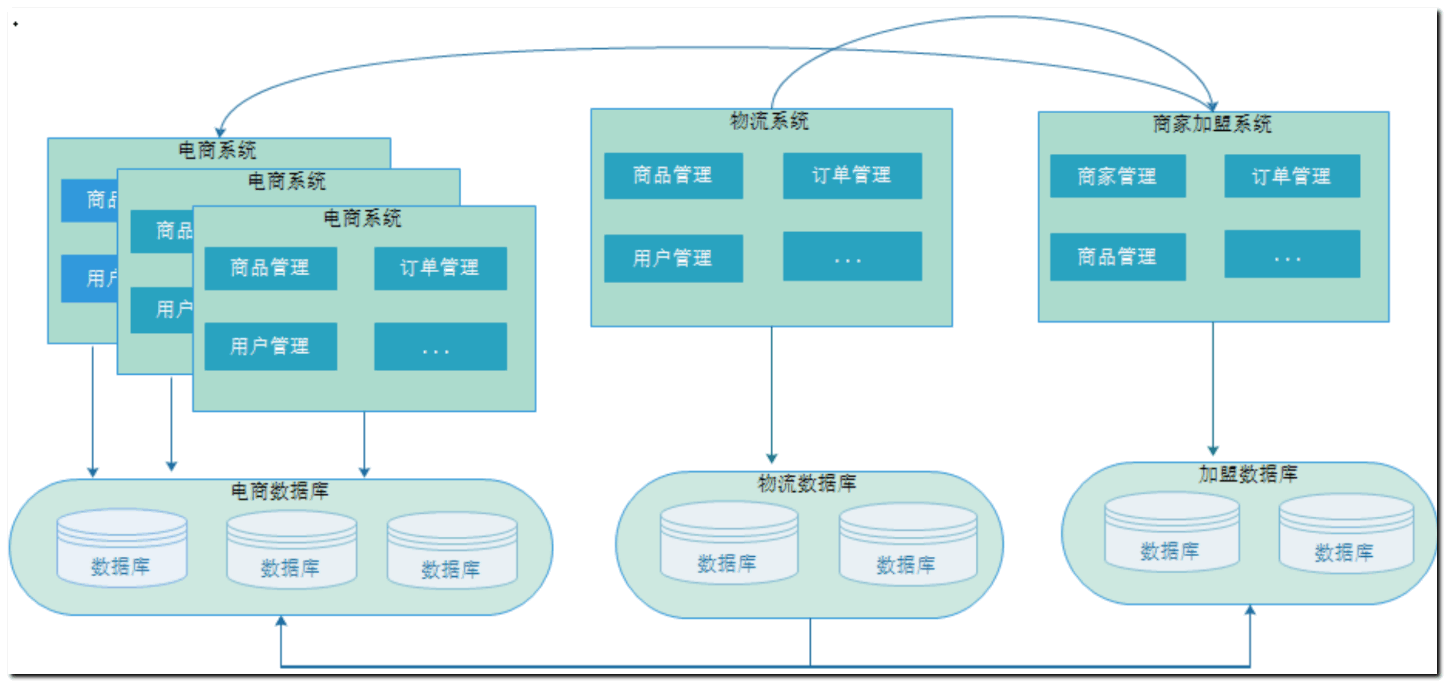 电商系统
商品
用户
电商系统
商品
用户
电商系统
商品管理
订单管理
用户管理
...
物流系统
商品管理
订单管理
用户管理
...
商家加盟系统
商家管理
订单管理
商品管理
...
电商数据库
数据库
数据库
数据库
物流数据库
数据库
数据库
加盟数据库
数据库
数据库